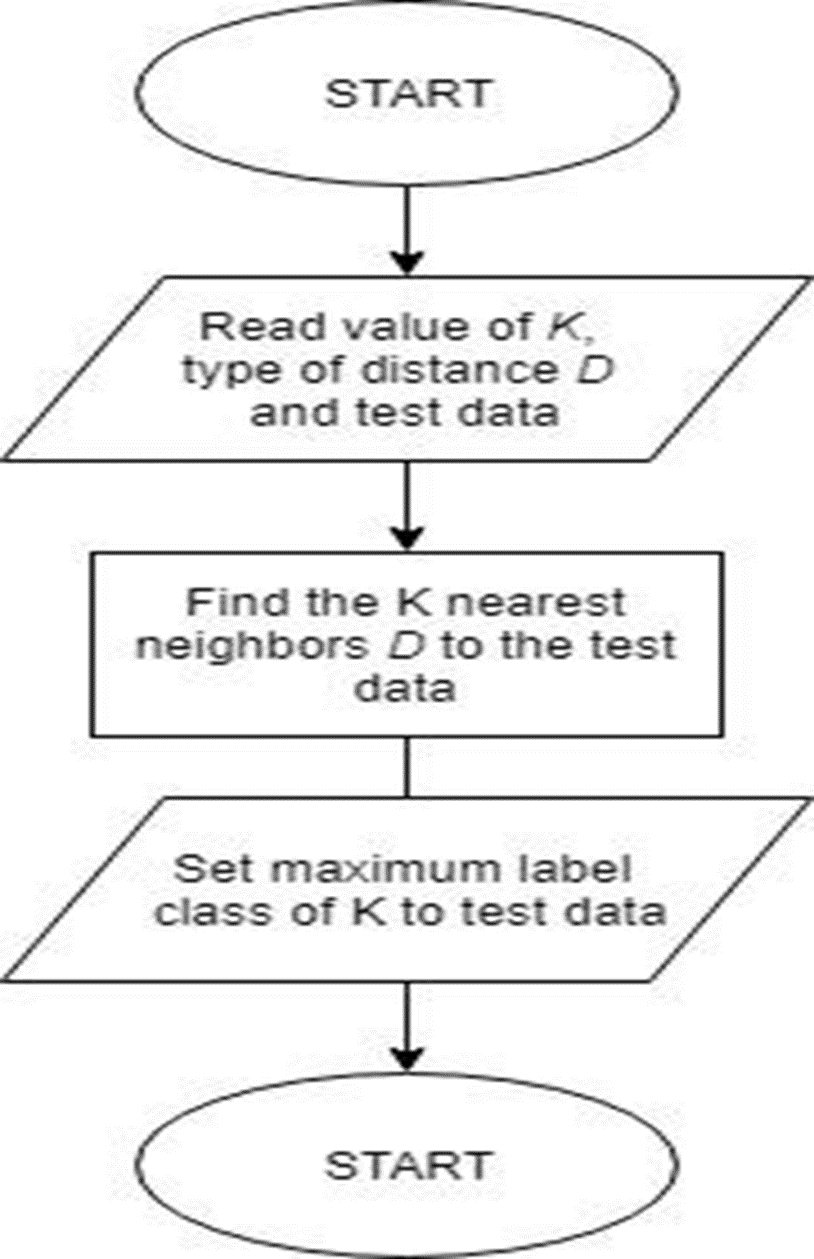 START
Read value of K,
type of distance D
and test data
Find the K nearest
neighbors D to the test
data
Set maximum label
class of K to test data
START